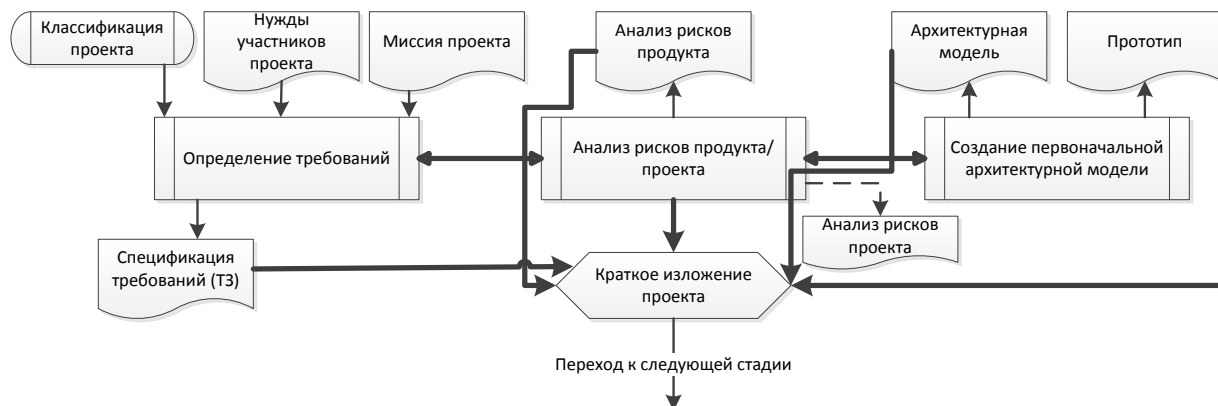 Классификация
проекта
Нужды
участников
проекта
Миссия проекта
Анализ рисков
продукта
Архитектурная
модель
Прототип
Определение требований
Анализ рисков продукта/
проекта
Создание первоначальной
архитектурной модели
Спецификация
требований (ТЗ)
Краткое изложение
проекта
Анализ рисков
проекта
Переход к следующей стадии